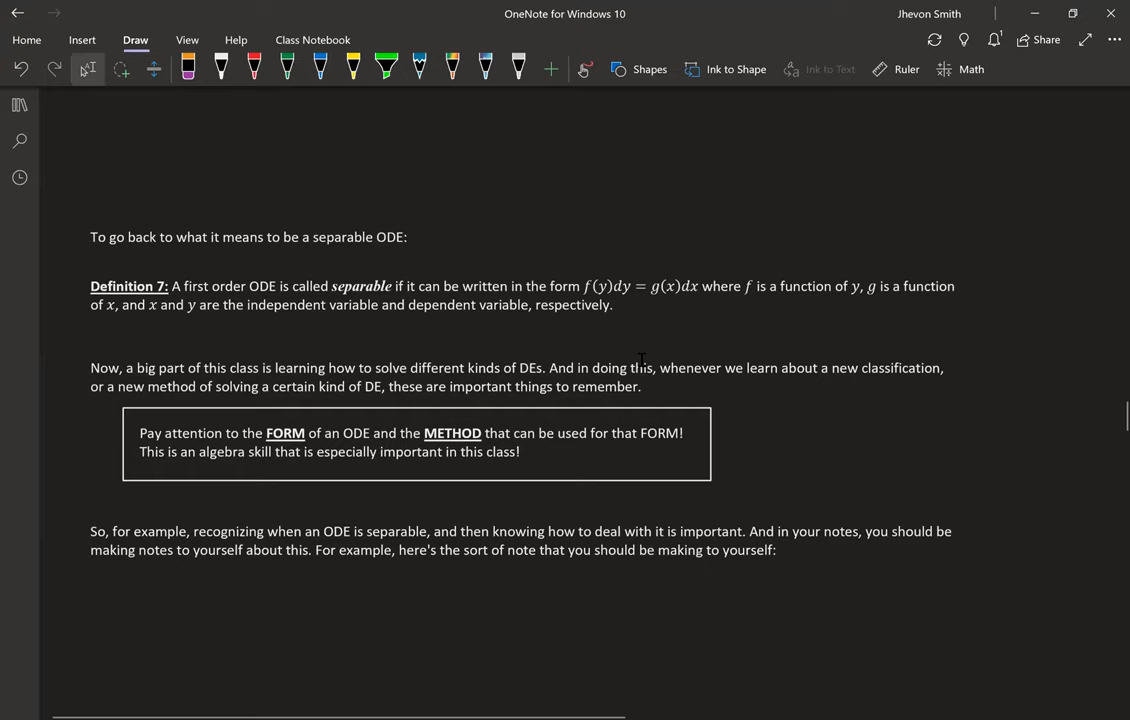 OneNote for Windows 10
Jhevon Smith
Home Insert Draw View Help Class Notebook
1 Share
Shapes Ink to Shape Ink to Text Ruler Math
To go back to what it means to be a separable ODE:
Definition 7: A first order ODE is called separable if it can be written in the form f(y)dy = g(x)dx where f is a function of y, g is a function
of x, and x and y are the independent variable and dependent variable, respectively.
Now, a big part of this class is learning how to solve different kinds of DEs. And in doing this, whenever we learn about a new classification,
or a new method of solving a certain kind of DE, these are important things to remember.
Pay attention to the FORM of an ODE and the METHOD that can be used for that FORM!
This is an algebra skill that is especially important in this class!
So, for example, recognizing when an ODE is separable, and then knowing how to deal with it is important. And in your notes, you should be
making notes to yourself about this. For example, here's the sort of note that you should be making to yourself: